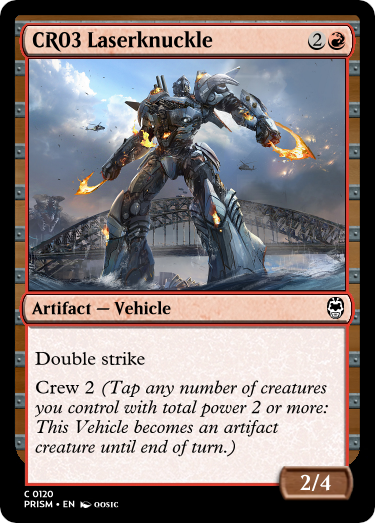 CR03 Laserknuckle 2
Artifact — Vehicle
Double strike
Crew 2 (Tap any number of creatures
you control with total power 2 or more:
This Vehicle becomes an artifact
creature until end of turn.)
2/4
C 0120
PRISM • EN OOSIC